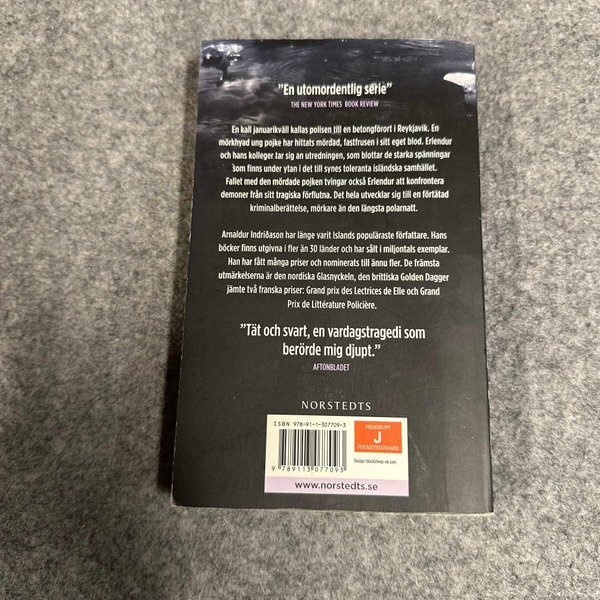 ”En utomordentlig serie”
THE NEW YORK TIMES BOOK REVIEW
En kall januarikväll kallas polisen till en betongförort i Reykjavik. En
mörkhyad ung pojke har hittats mördad, fastfrusen i sitt eget blod. Erlendur
och hans kolleger tar sig an utredningen, som blottar de starka spänningar
som finns under ytan i det till synes toleranta isländska samhället.
Fallet med den mördade pojken tvingar också Erlendur att konfrontera
demoner från sitt tragiska förflutna. Det hela utvecklar sig till en förtätad
kriminalberättelse, mörkare än den längsta polarnatt.
Arnaldur Indriðason har länge varit Islands populäraste författare. Hans
böcker finns utgivna i fler än 30 länder och har sålt i miljontals exemplar.
Han har fått många priser och nominerats till ännu fler. De främsta
utmärkelserna är den nordiska Glasnyckeln, den brittiska Golden Dagger
jämte två franska priser: Grand prix des Lectrices de Elle och Grand
Prix de Littérature Policière.
”Tät och svart, en vardagstragedi som
berörde mig djupt.”
AFTONBLADET
NORSTEDTS
ISBN 978-91-1-307709-3
9 789113 077093
PRISGRUPP
J
POCKETSTANDARD
Design: blacksheep-uk.com
www.norstedts.se